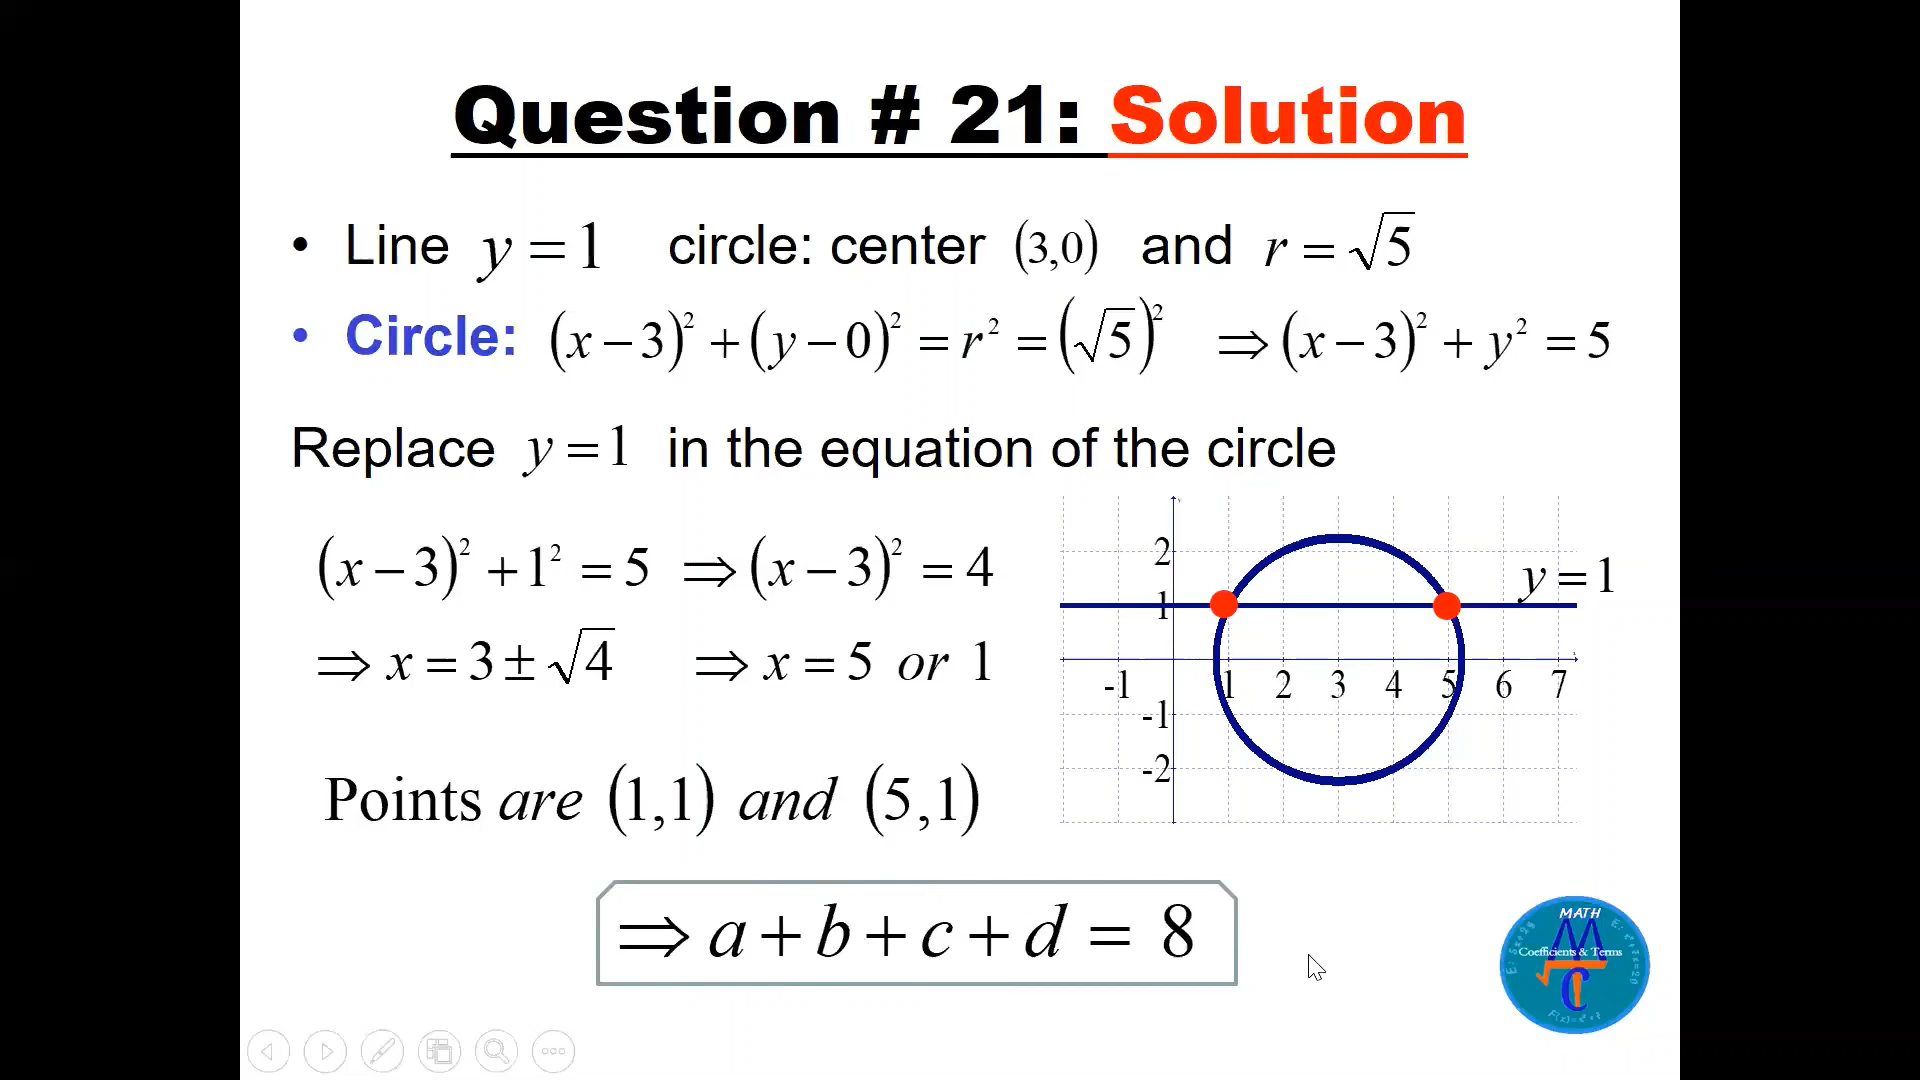 Question # 21: Solution
• Line y = 1 circle: center (3,0) and r = √5
• Circle: (x − 3)² + (y − 0)² = r² = (√5)² ⇒ (x − 3)² + y² = 5
Replace y = 1 in the equation of the circle
(x − 3)² + 1² = 5 ⇒ (x − 3)² = 4
⇒ x = 3 ± √4 ⇒ x = 5 or 1
Points are (1,1) and (5,1)
⇒ a + b + c + d = 8
y = 1
2
1
-1 1 2 3 4 5 6 7
-1
-2
MATH
Coefficients & Terms